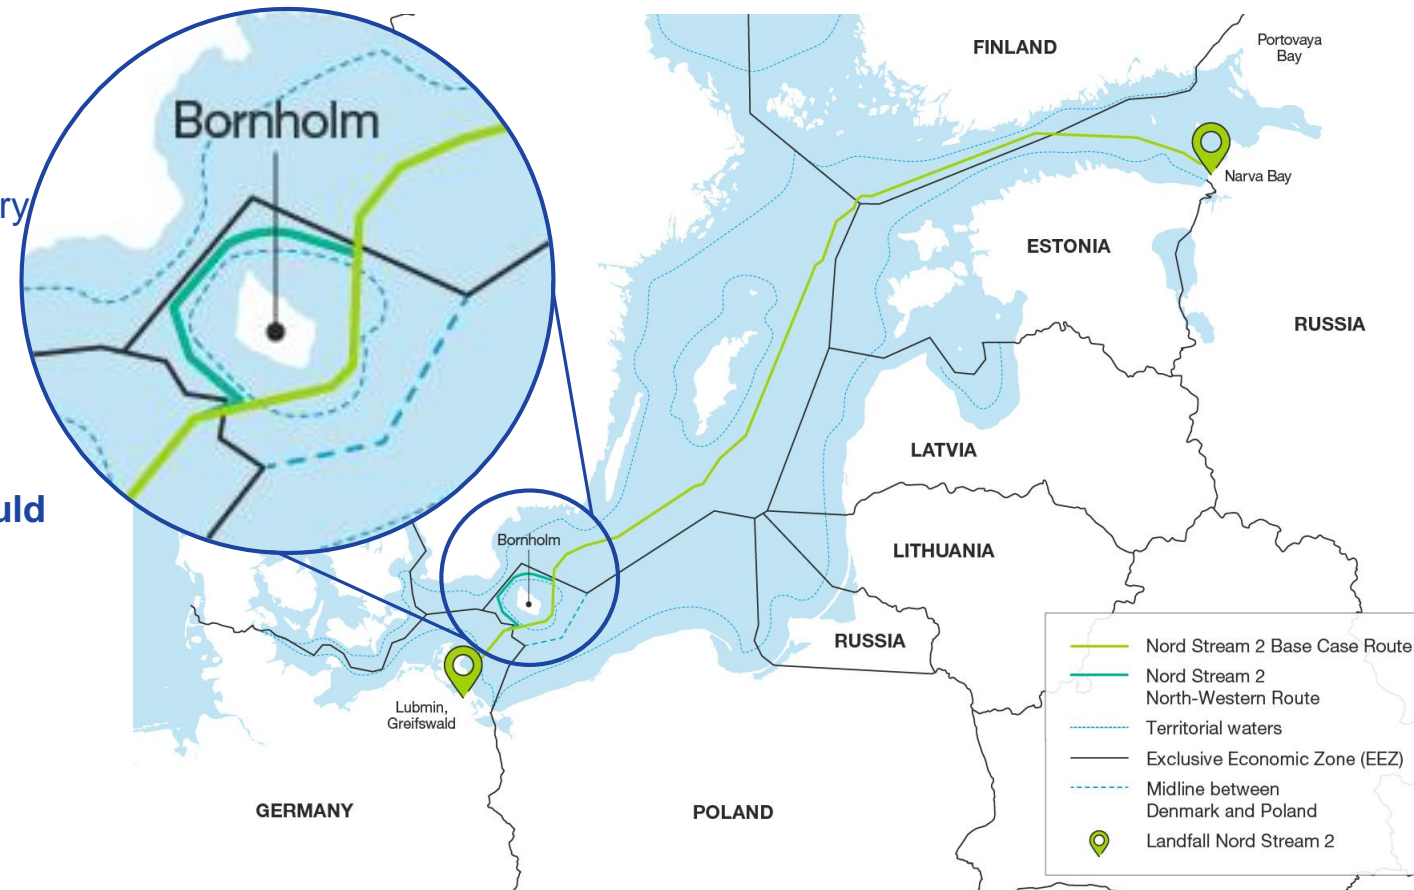 Bornholm
ry
uld
FINLAND
Portovaya
Bay
Narva Bay
ESTONIA
RUSSIA
LATVIA
LITHUANIA
Bornholm
RUSSIA
Lubmin,
Greifswald
GERMANY
POLAND
Nord Stream 2 Base Case Route
Nord Stream 2
North-Western Route
Territorial waters
Exclusive Economic Zone (EEZ)
Midline between
Denmark and Poland
Landfall Nord Stream 2